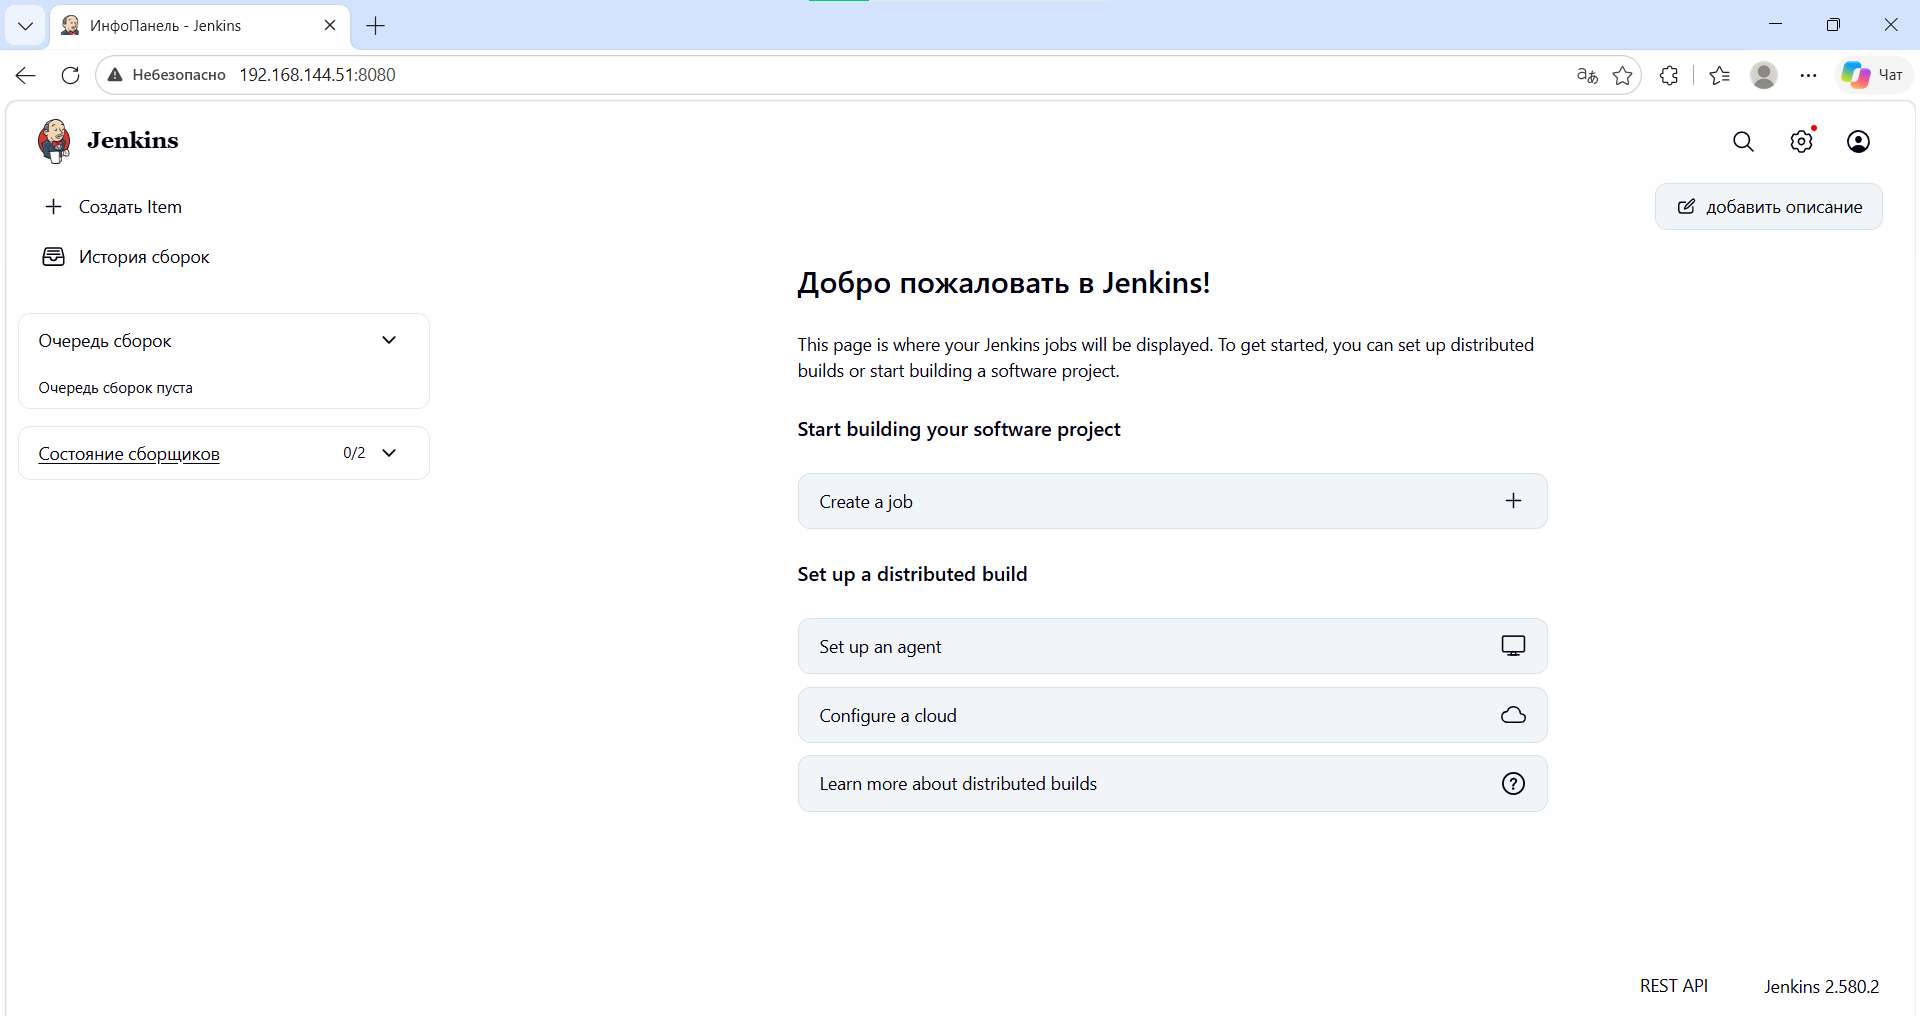 ИнфоПанель - Jenkins
Небезопасно 192.168.144.51:8080
Чат
Jenkins
Создать Item
добавить описание
История сборок
Добро пожаловать в Jenkins!
Очередь сборок
This page is where your Jenkins jobs will be displayed. To get started, you can set up distributed
builds or start building a software project.
Очередь сборок пуста
Start building your software project
Состояние сборщиков 0/2
Create a job
Set up a distributed build
Set up an agent
Configure a cloud
Learn more about distributed builds
REST API
Jenkins 2.580.2